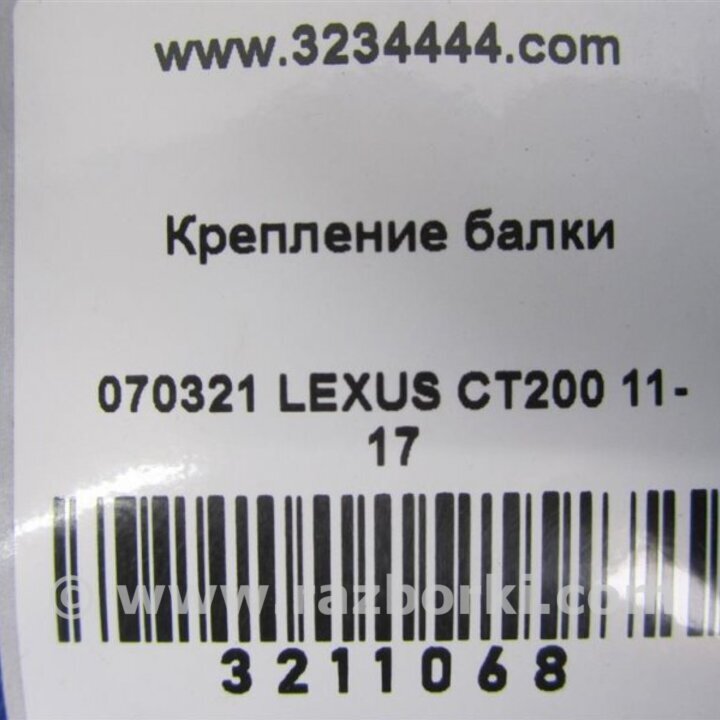 www.3234444.com
Крепление балки
070321 LEXUS CT200 11-
17
© www.razborki.com
3211068